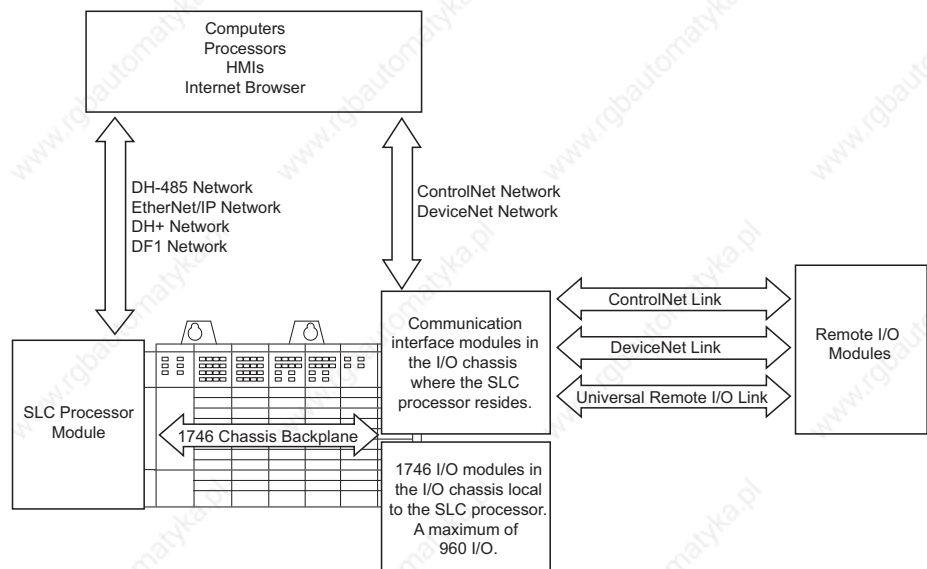 Computers
Processors
HMIs
Internet Browser
DH-485 Network
EtherNet/IP Network
DH+ Network
DF1 Network
ControlNet Network
DeviceNet Network
SLC Processor
Module
1746 Chassis Backplane
Communication
interface modules in
the I/O chassis
where the SLC
processor resides.
1746 I/O modules in
the I/O chassis local
to the SLC processor.
A maximum of
960 I/O.
ControlNet Link
DeviceNet Link
Universal Remote I/O Link
Remote I/O
Modules
www.rgbautomatyka.pl